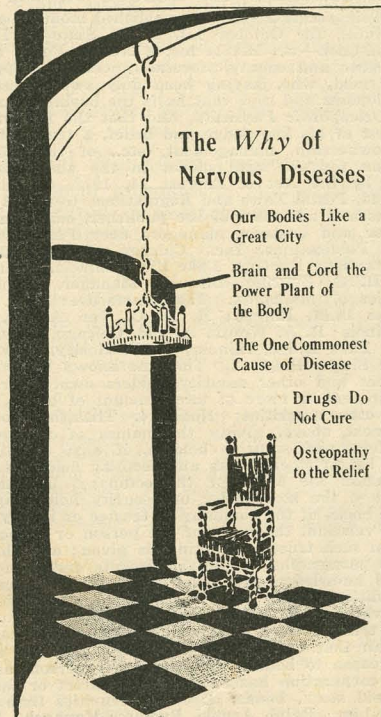 The Why of
Nervous Diseases
Our Bodies Like a
Great City
Brain and Cord the
Power Plant of
the Body
The One Commonest
Cause of Disease
Drugs Do
Not Cure
Osteopathy
to the Relief